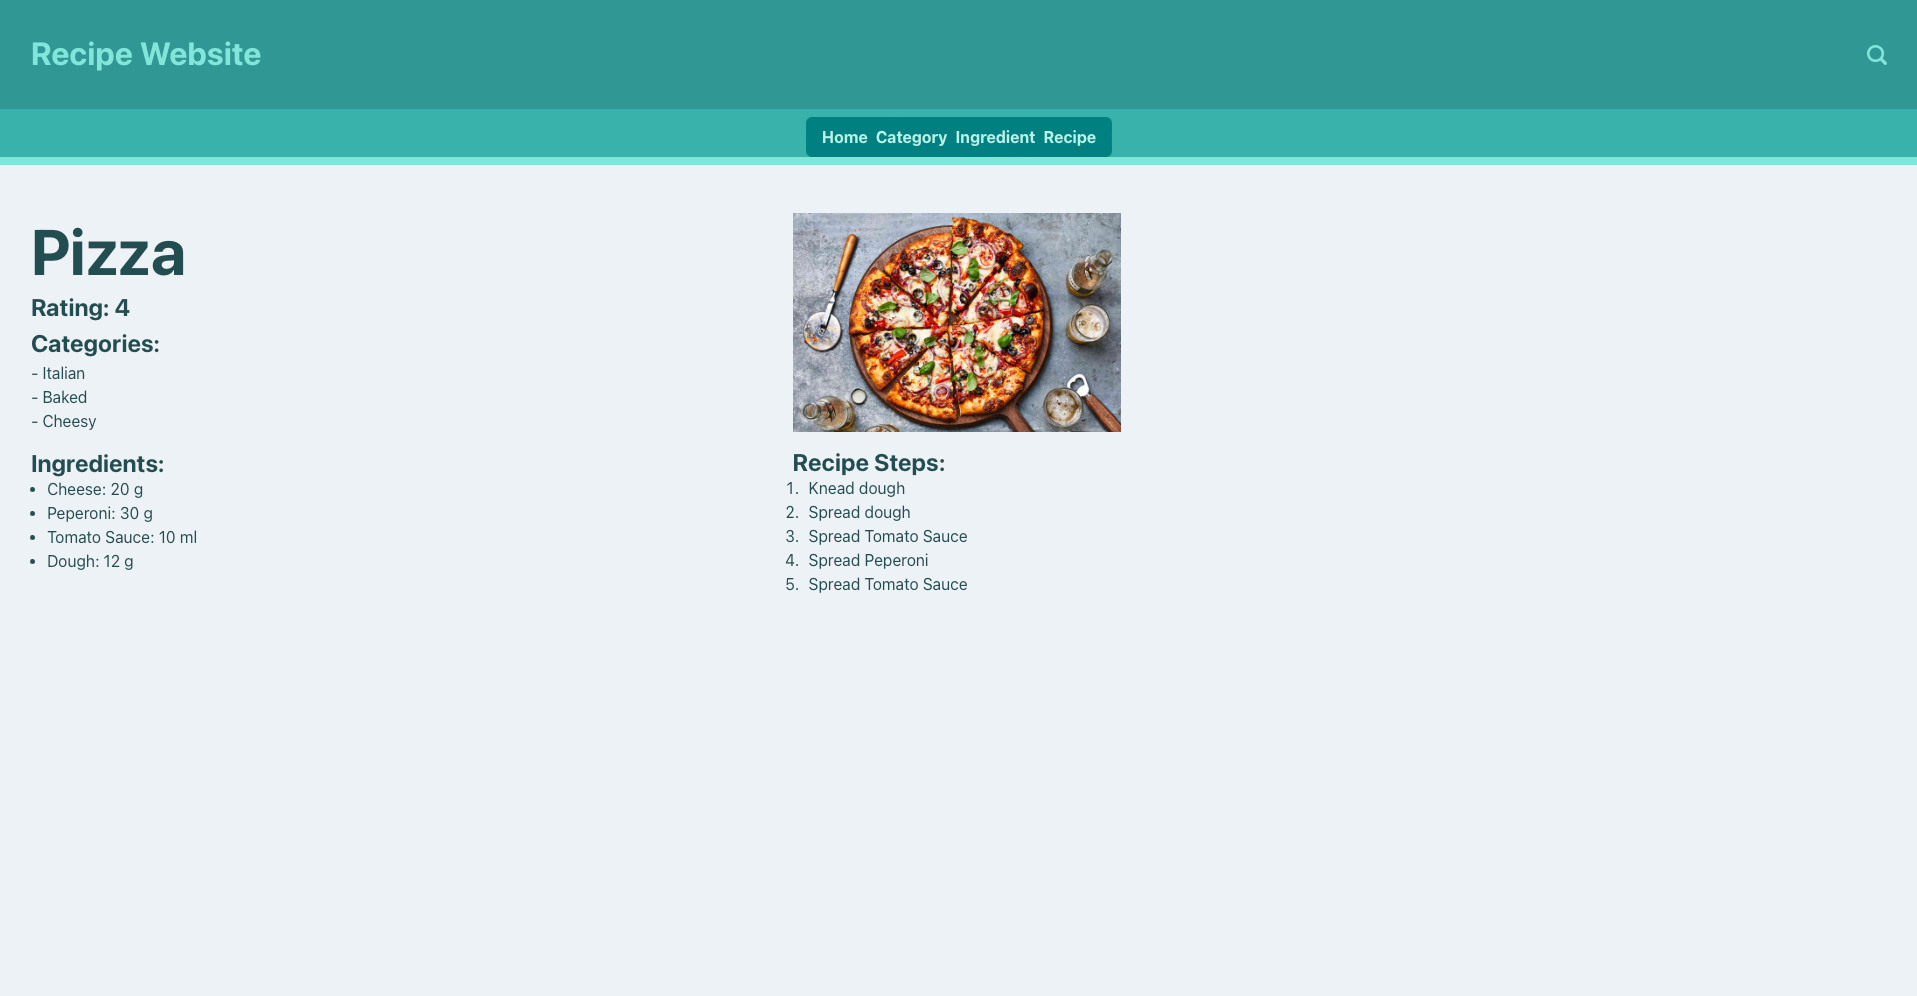 Recipe Website
Home Category Ingredient Recipe
Pizza
Rating: 4
Categories:
- Italian
- Baked
- Cheesy
Ingredients:
• Cheese: 20 g
• Peperoni: 30 g
• Tomato Sauce: 10 ml
• Dough: 12 g
Recipe Steps:
1. Knead dough
2. Spread dough
3. Spread Tomato Sauce
4. Spread Peperoni
5. Spread Tomato Sauce